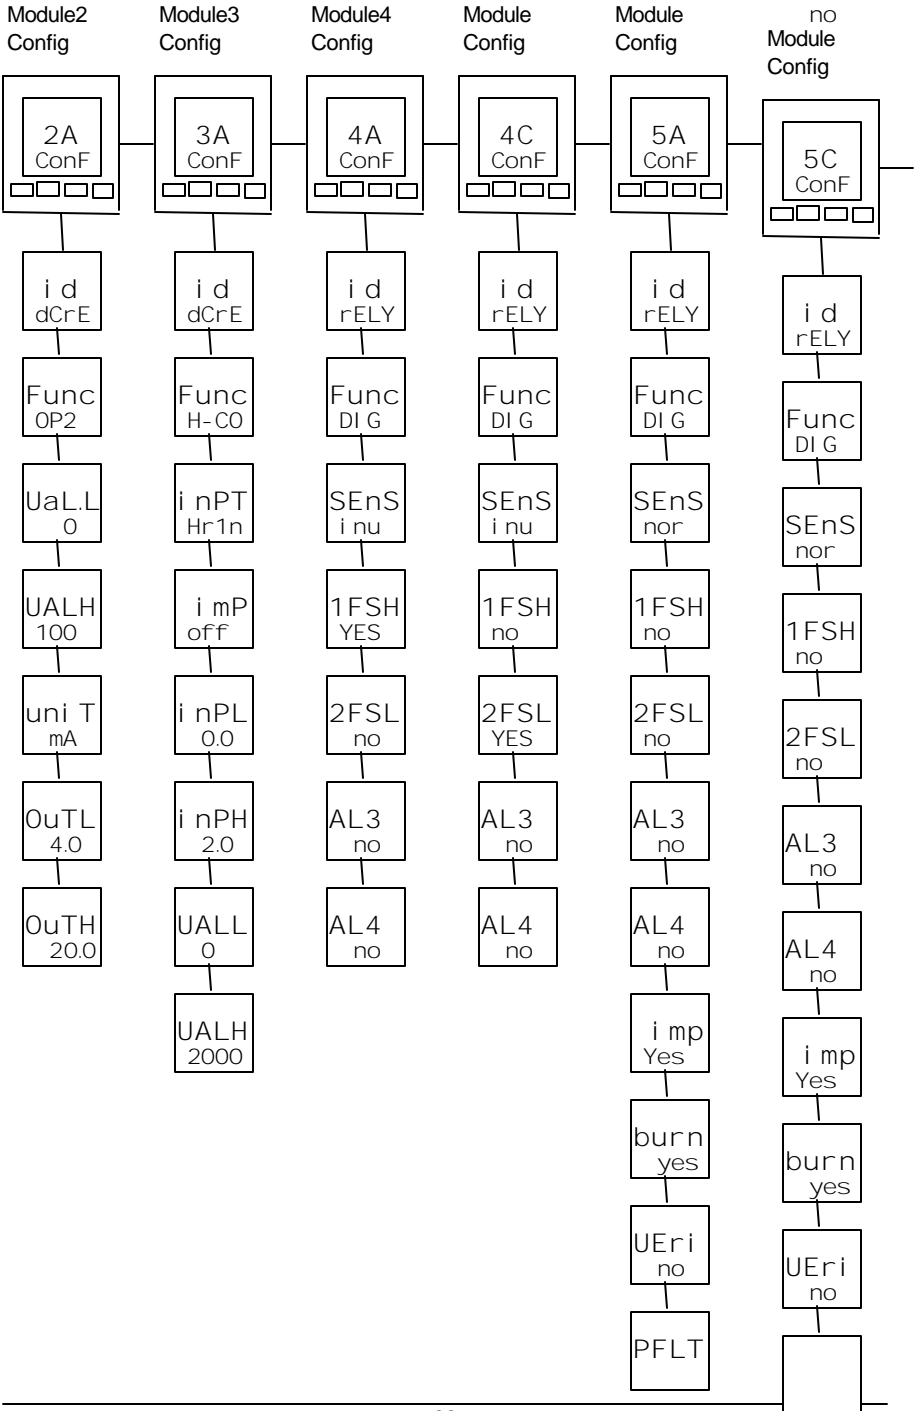 Module2
Config
2A
ConF
id
dCrE
Func
OP2
UaL.L
0
UALH
100
uniT
mA
OuTL
4.0
OuTH
20.0
Module3
Config
3A
ConF
id
dCrE
Func
H-CO
inPT
Hr1n
imP
off
inPL
0.0
inPH
2.0
UALL
0
UALH
2000
Module4
Config
4A
ConF
id
rELY
Func
DIG
SEnS
inu
1FSH
YES
2FSL
no
AL3
no
AL4
no
Module
Config
4C
ConF
id
rELY
Func
DIG
SEnS
inu
1FSH
no
2FSL
YES
AL3
no
AL4
no
Module
Config
5A
ConF
id
rELY
Func
DIG
SEnS
nor
1FSH
no
2FSL
no
AL3
no
AL4
no
imp
Yes
burn
yes
UEri
no
PFLT
no
Module
Config
5C
ConF
id
rELY
Func
DIG
SEnS
nor
1FSH
no
2FSL
no
AL3
no
AL4
no
imp
Yes
burn
yes
UEri
no